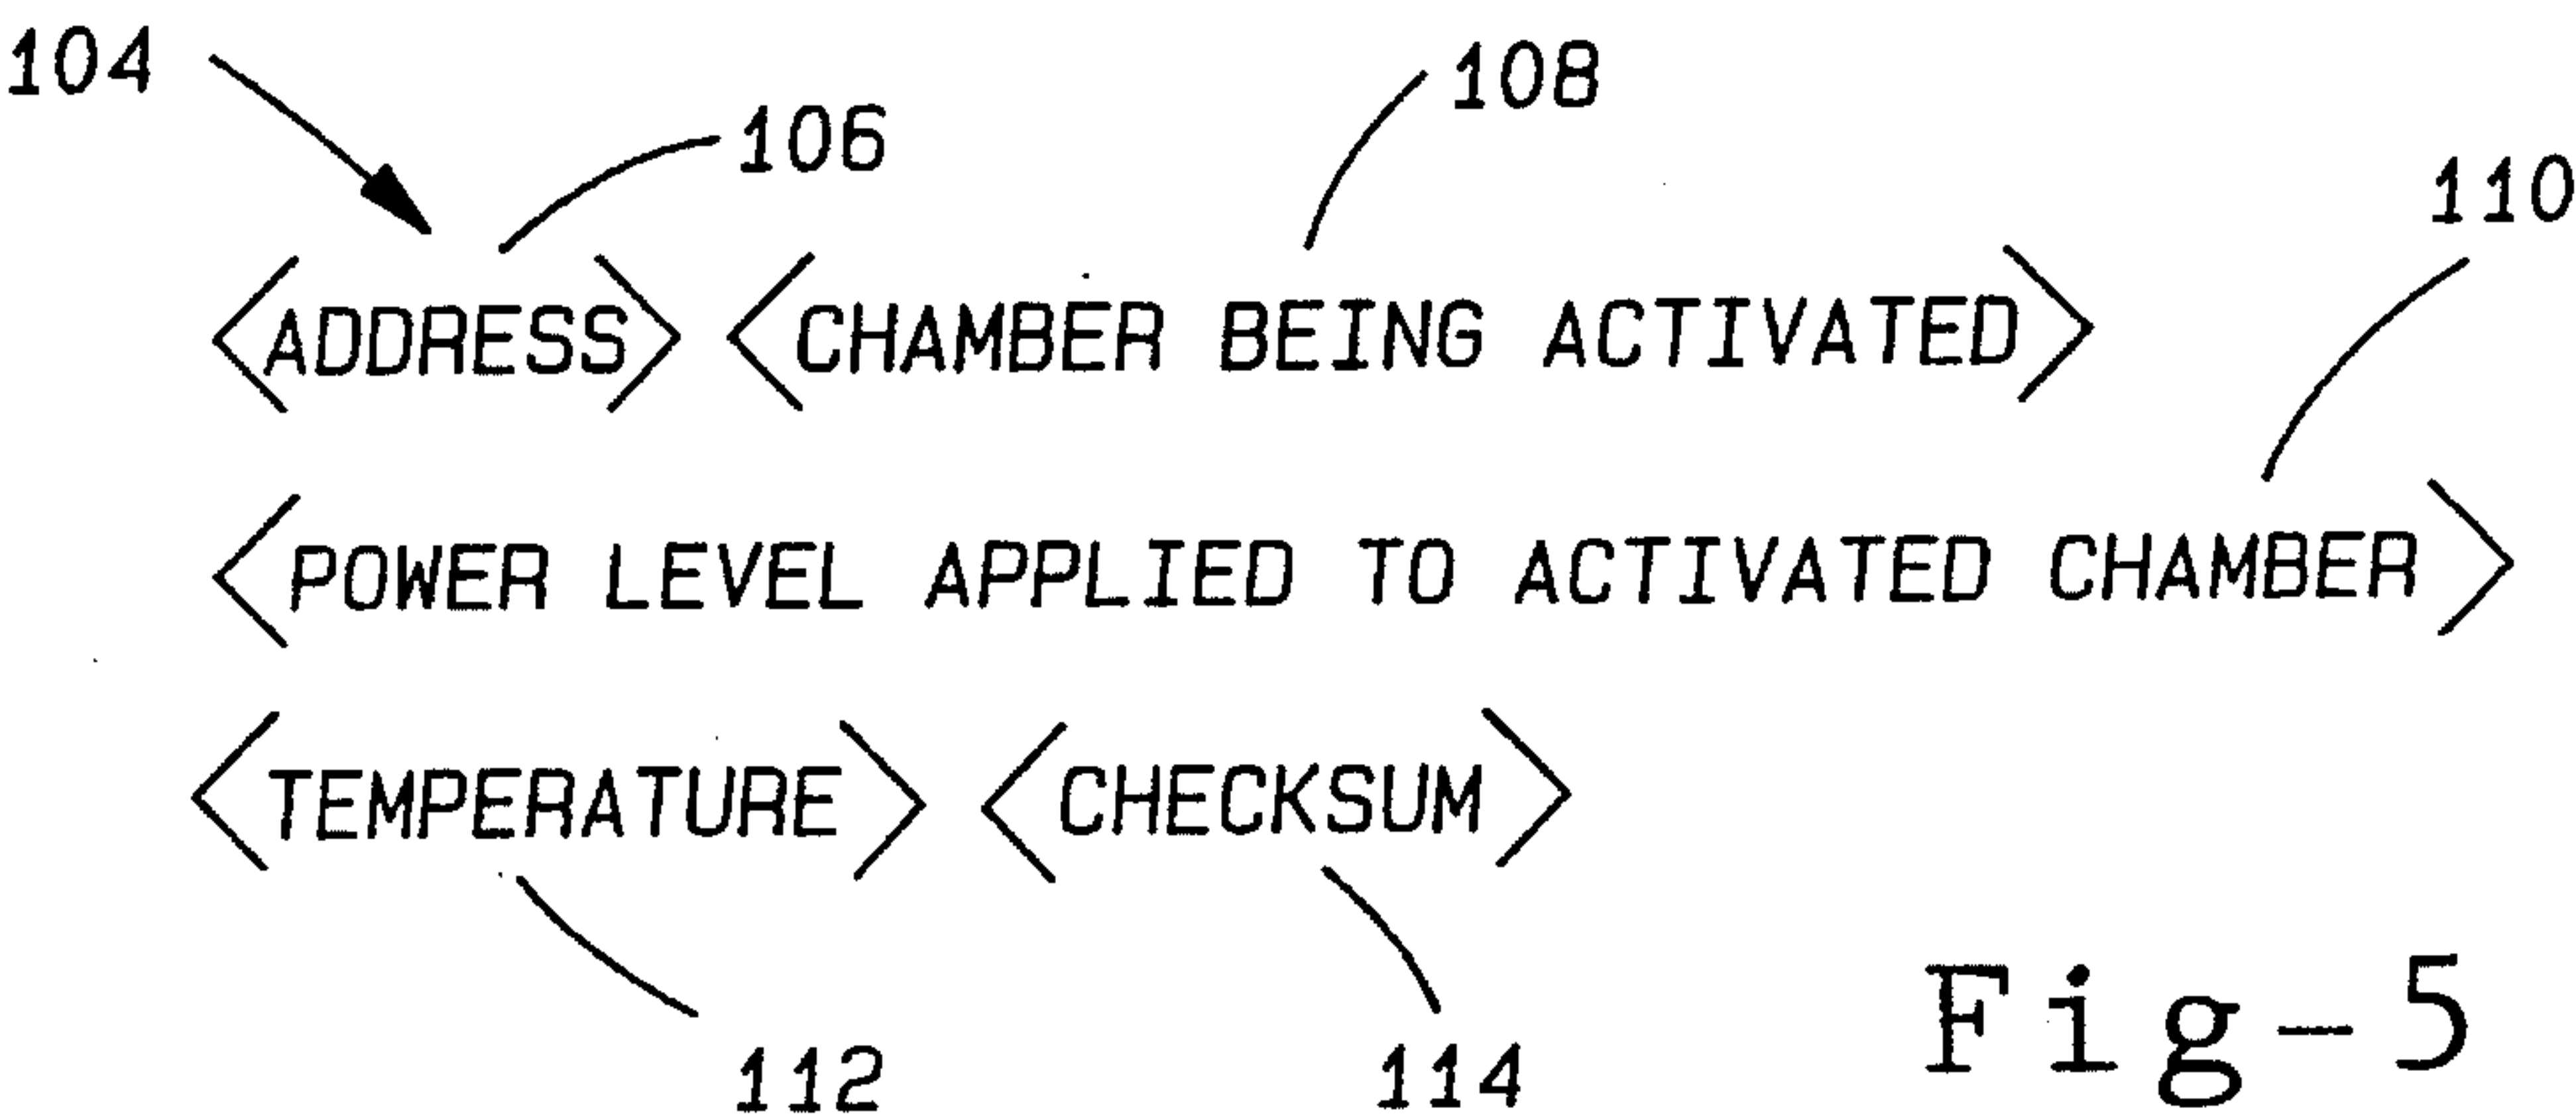 104
106
108
110
<ADDRESS> <CHAMBER BEING ACTIVATED>
<POWER LEVEL APPLIED TO ACTIVATED CHAMBER>
<TEMPERATURE> <CHECKSUM>
112
114
Fig-5